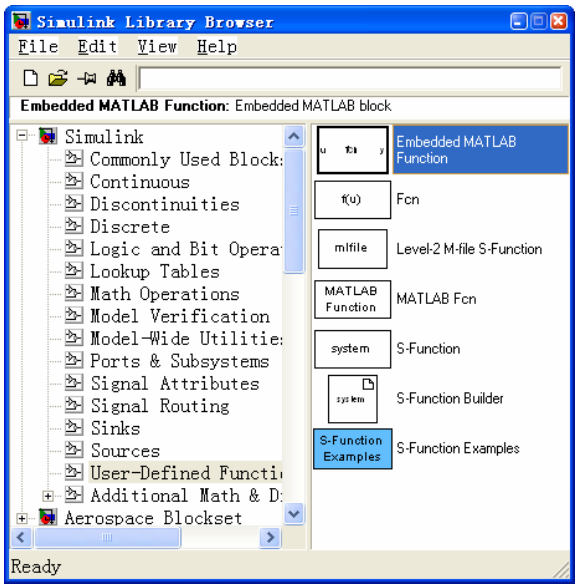 Simulink Library Browser
File Edit View Help
Embedded MATLAB Function: Embedded MATLAB block
Simulink
Commonly Used Block:
Continuous
Discontinuities
Discrete
Logic and Bit Opera
Lookup Tables
Math Operations
Model Verification
Model-Wide Utilitie:
Ports & Subsystems
Signal Attributes
Signal Routing
Sinks
Sources
User-Defined Functi
Additional Math & D:
Aerospace Blockset
u fcn y
Embedded MATLAB
Function
f(u)
Fcn
mlfile
Level-2 M-file S-Function
MATLAB
Function
MATLAB Fcn
system
S-Function
system
S-Function Builder
S-Function
Examples
S-Function Examples
Ready